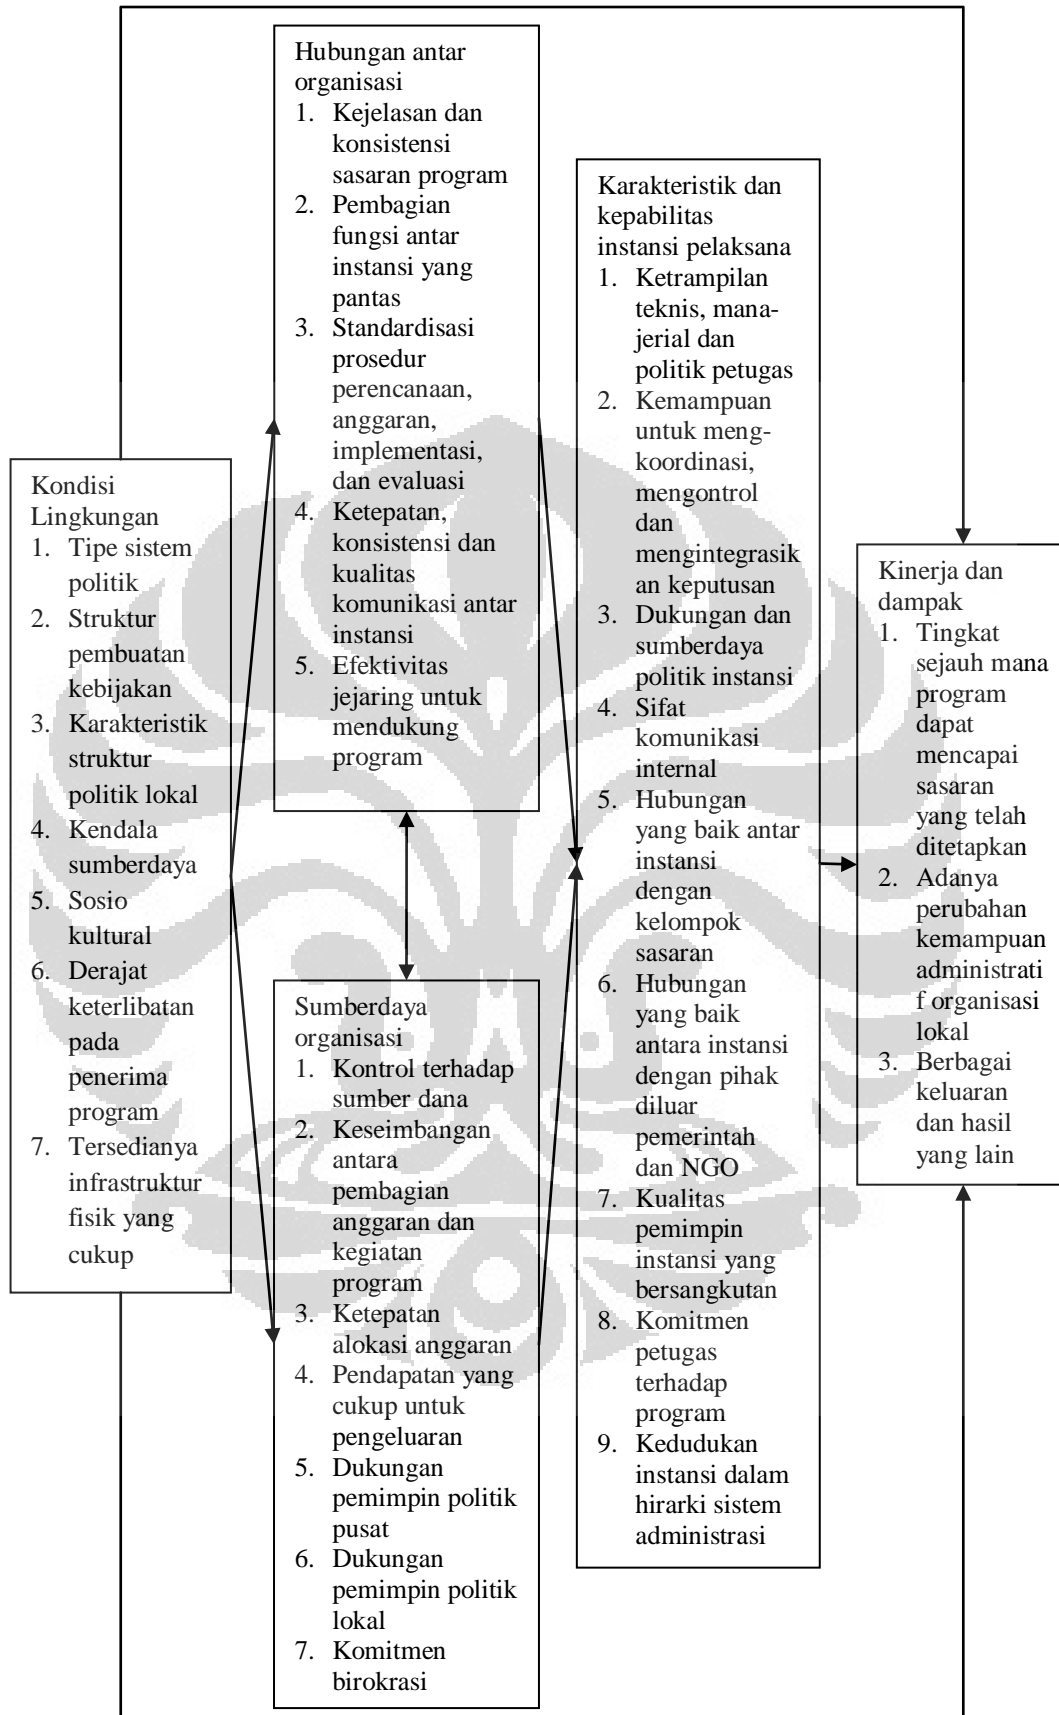 Kondisi
Lingkungan
1. Tipe sistem
politik
2. Struktur
pembuatan
kebijakan
3. Karakteristik
struktur
politik lokal
4. Kendala
sumberdaya
5. Sosio
kultural
6. Derajat
keterlibatan
pada
penerima
program
7. Tersedianya
infrastruktur
fisik yang
cukup
Hubungan antar
organisasi
1. Kejelasan dan
konsistensi
sasaran program
2. Pembagian
fungsi antar
instansi yang
pantas
3. Standardisasi
prosedur
perencanaan,
anggaran,
implementasi,
dan evaluasi
4. Ketepatan,
konsistensi dan
kualitas
komunikasi antar
instansi
5. Efektivitas
jejaring untuk
mendukung
program
Sumberdaya
organisasi
1. Kontrol terhadap
sumber dana
2. Keseimbangan
antara
pembagian
anggaran dan
kegiatan
program
3. Ketepatan
alokasi anggaran
4. Pendapatan yang
cukup untuk
pengeluaran
5. Dukungan
pemimpin politik
pusat
6. Dukungan
pemimpin politik
lokal
7. Komitmen
birokrasi
Karakteristik dan
kepabilitas
instansi pelaksana
1. Ketrampilan
teknis, mana-
jerial dan
politik petugas
2. Kemampuan
untuk meng-
koordinasi,
mengontrol
dan
mengintegrasik
an keputusan
3. Dukungan dan
sumberdaya
politik instansi
4. Sifat
komunikasi
internal
5. Hubungan
yang baik antar
instansi
dengan
kelompok
sasaran
6. Hubungan
yang baik
antara instansi
dengan pihak
diluar
pemerintah
dan NGO
7. Kualitas
pemimpin
instansi yang
bersangkutan
8. Komitmen
petugas
terhadap
program
9. Kedudukan
instansi dalam
hirarki sistem
administrasi
Kinerja dan
dampak
1. Tingkat
sejauh mana
program
dapat
mencapai
sasaran
yang telah
ditetapkan
2. Adanya
perubahan
kemampuan
administrati
f organisasi
lokal
3. Berbagai
keluaran
dan hasil
yang lain